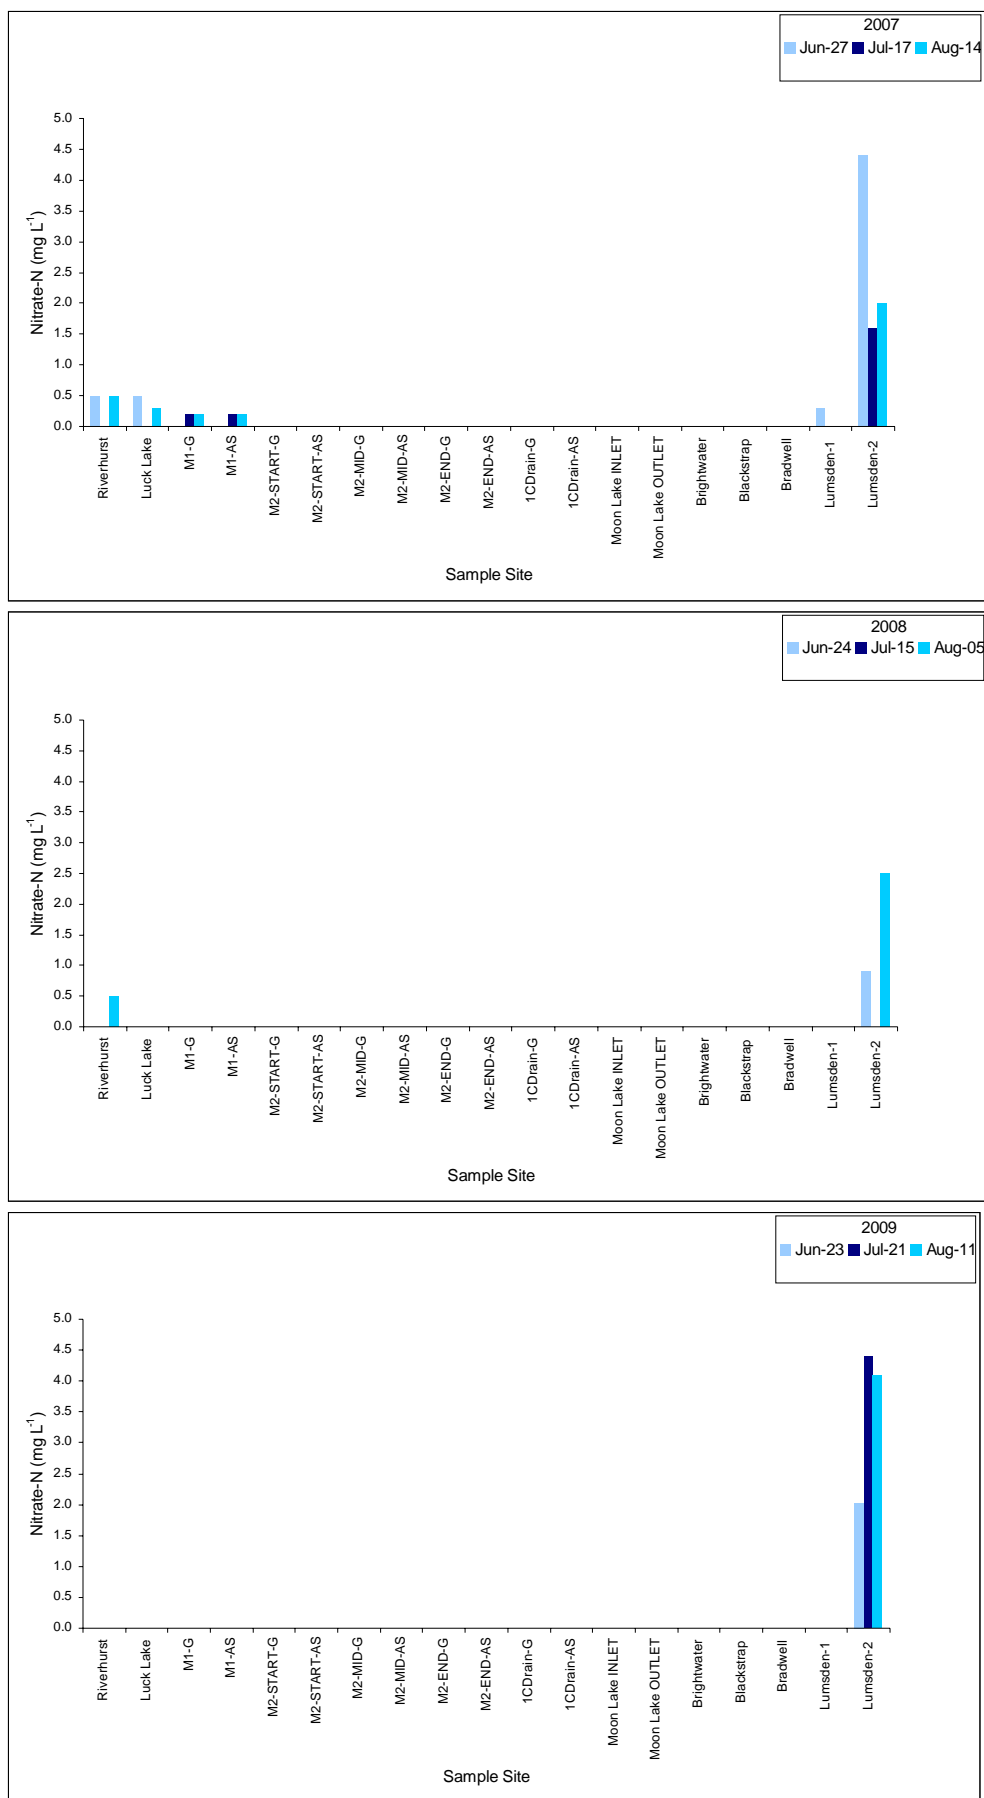 2007
Jun-27 Jul-17 Aug-14
5.0
4.5
4.0
3.5
3.0
2.5
2.0
1.5
1.0
0.5
0.0
Nitrate-N (mg L-1)
Riverhurst
Luck Lake
M1-G
M1-AS
M2-START-G
M2-START-AS
M2-MID-G
M2-MID-AS
M2-END-G
M2-END-AS
1CDrain-G
1CDrain-AS
Moon Lake INLET
Moon Lake OUTLET
Brightwater
Blackstrap
Bradwell
Lumsden-1
Lumsden-2
Sample Site
2008
Jun-24 Jul-15 Aug-05
5.0
4.5
4.0
3.5
3.0
2.5
2.0
1.5
1.0
0.5
0.0
Nitrate-N (mg L-1)
Riverhurst
Luck Lake
M1-G
M1-AS
M2-START-G
M2-START-AS
M2-MID-G
M2-MID-AS
M2-END-G
M2-END-AS
1CDrain-G
1CDrain-AS
Moon Lake INLET
Moon Lake OUTLET
Brightwater
Blackstrap
Bradwell
Lumsden-1
Lumsden-2
Sample Site
2009
Jun-23 Jul-21 Aug-11
5.0
4.5
4.0
3.5
3.0
2.5
2.0
1.5
1.0
0.5
0.0
Nitrate-N (mg L-1)
Riverhurst
Luck Lake
M1-G
M1-AS
M2-START-G
M2-START-AS
M2-MID-G
M2-MID-AS
M2-END-G
M2-END-AS
1CDrain-G
1CDrain-AS
Moon Lake INLET
Moon Lake OUTLET
Brightwater
Blackstrap
Bradwell
Lumsden-1
Lumsden-2
Sample Site